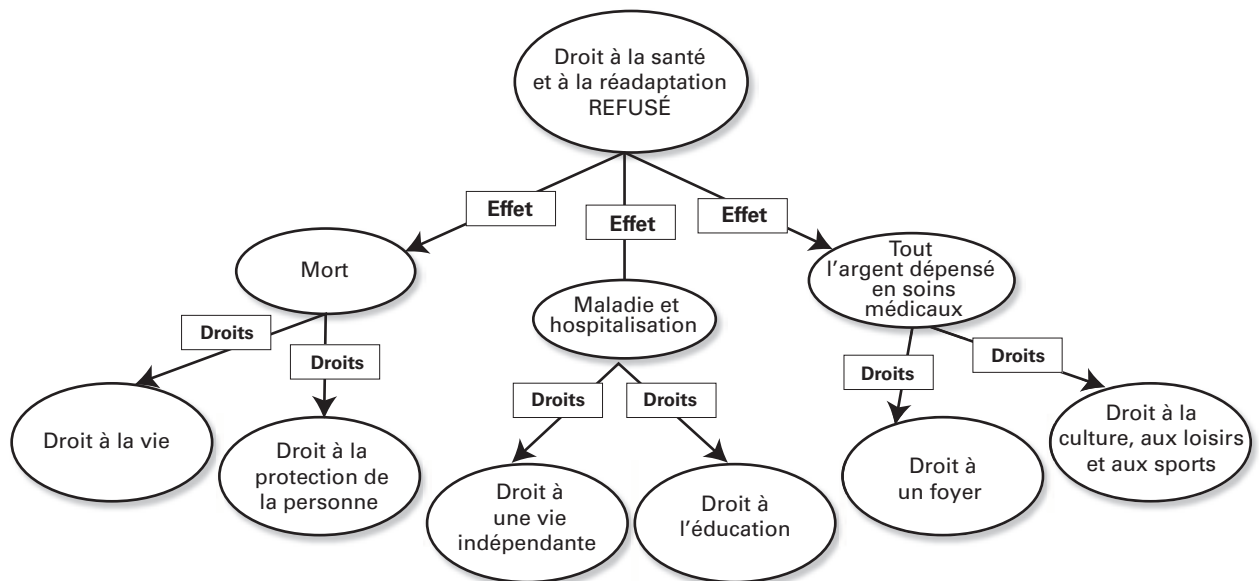 Droit à la santé
et à la réadaptation
REFUSÉ
Effet
Effet
Effet
Mort
Maladie et
hospitalisation
Tout
l'argent dépensé
en soins
médicaux
Droits
Droits
Droits
Droits
Droits
Droits
Droit à la vie
Droit à la
protection de
la personne
Droit à
une vie
indépendante
Droit à
l'éducation
Droit à
un foyer
Droit à la
culture, aux loisirs
et aux sports